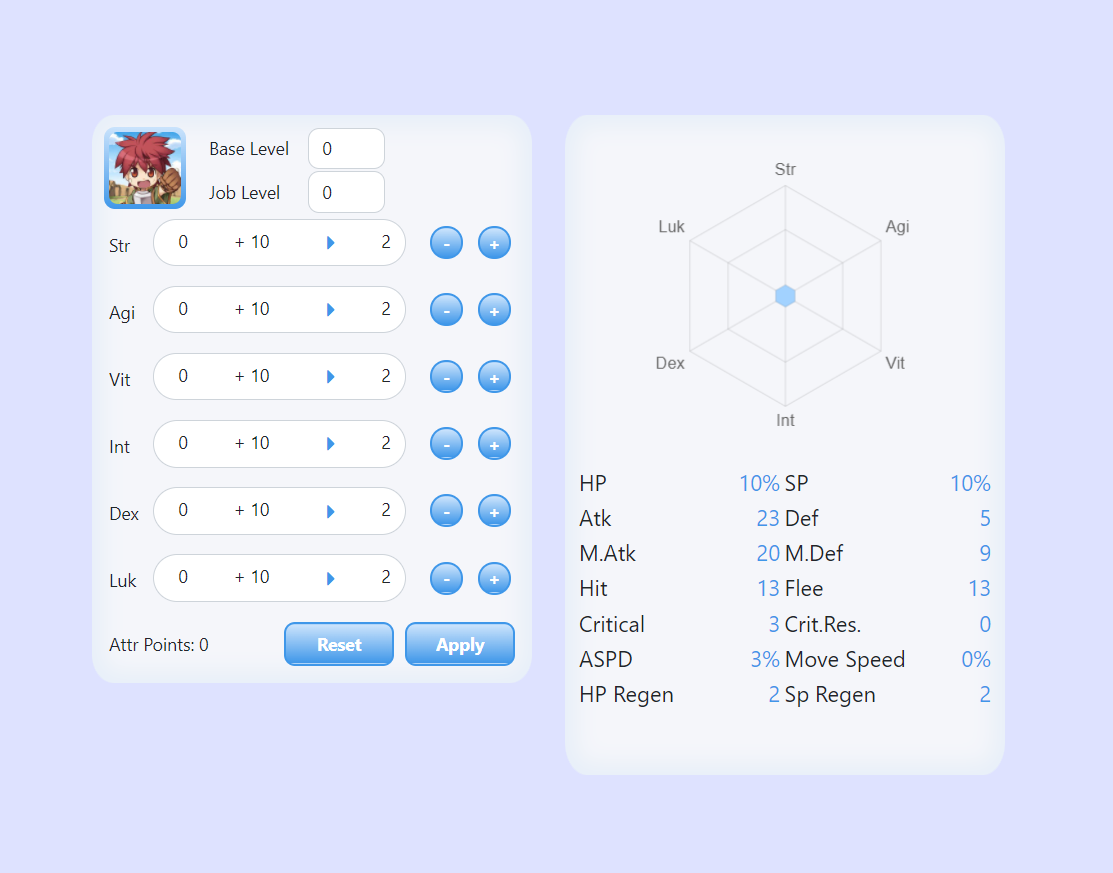 Base Level 0
Job Level 0
Str 0 + 10 2 - +
Agi 0 + 10 2 - +
Vit 0 + 10 2 - +
Int 0 + 10 2 - +
Dex 0 + 10 2 - +
Luk 0 + 10 2 - +
Attr Points: 0 Reset Apply
Str
Luk Agi
Dex Vit
Int
HP 10% SP 10%
Atk 23 Def 5
M.Atk 20 M.Def 9
Hit 13 Flee 13
Critical 3 Crit.Res. 0
ASPD 3% Move Speed 0%
HP Regen 2 Sp Regen 2